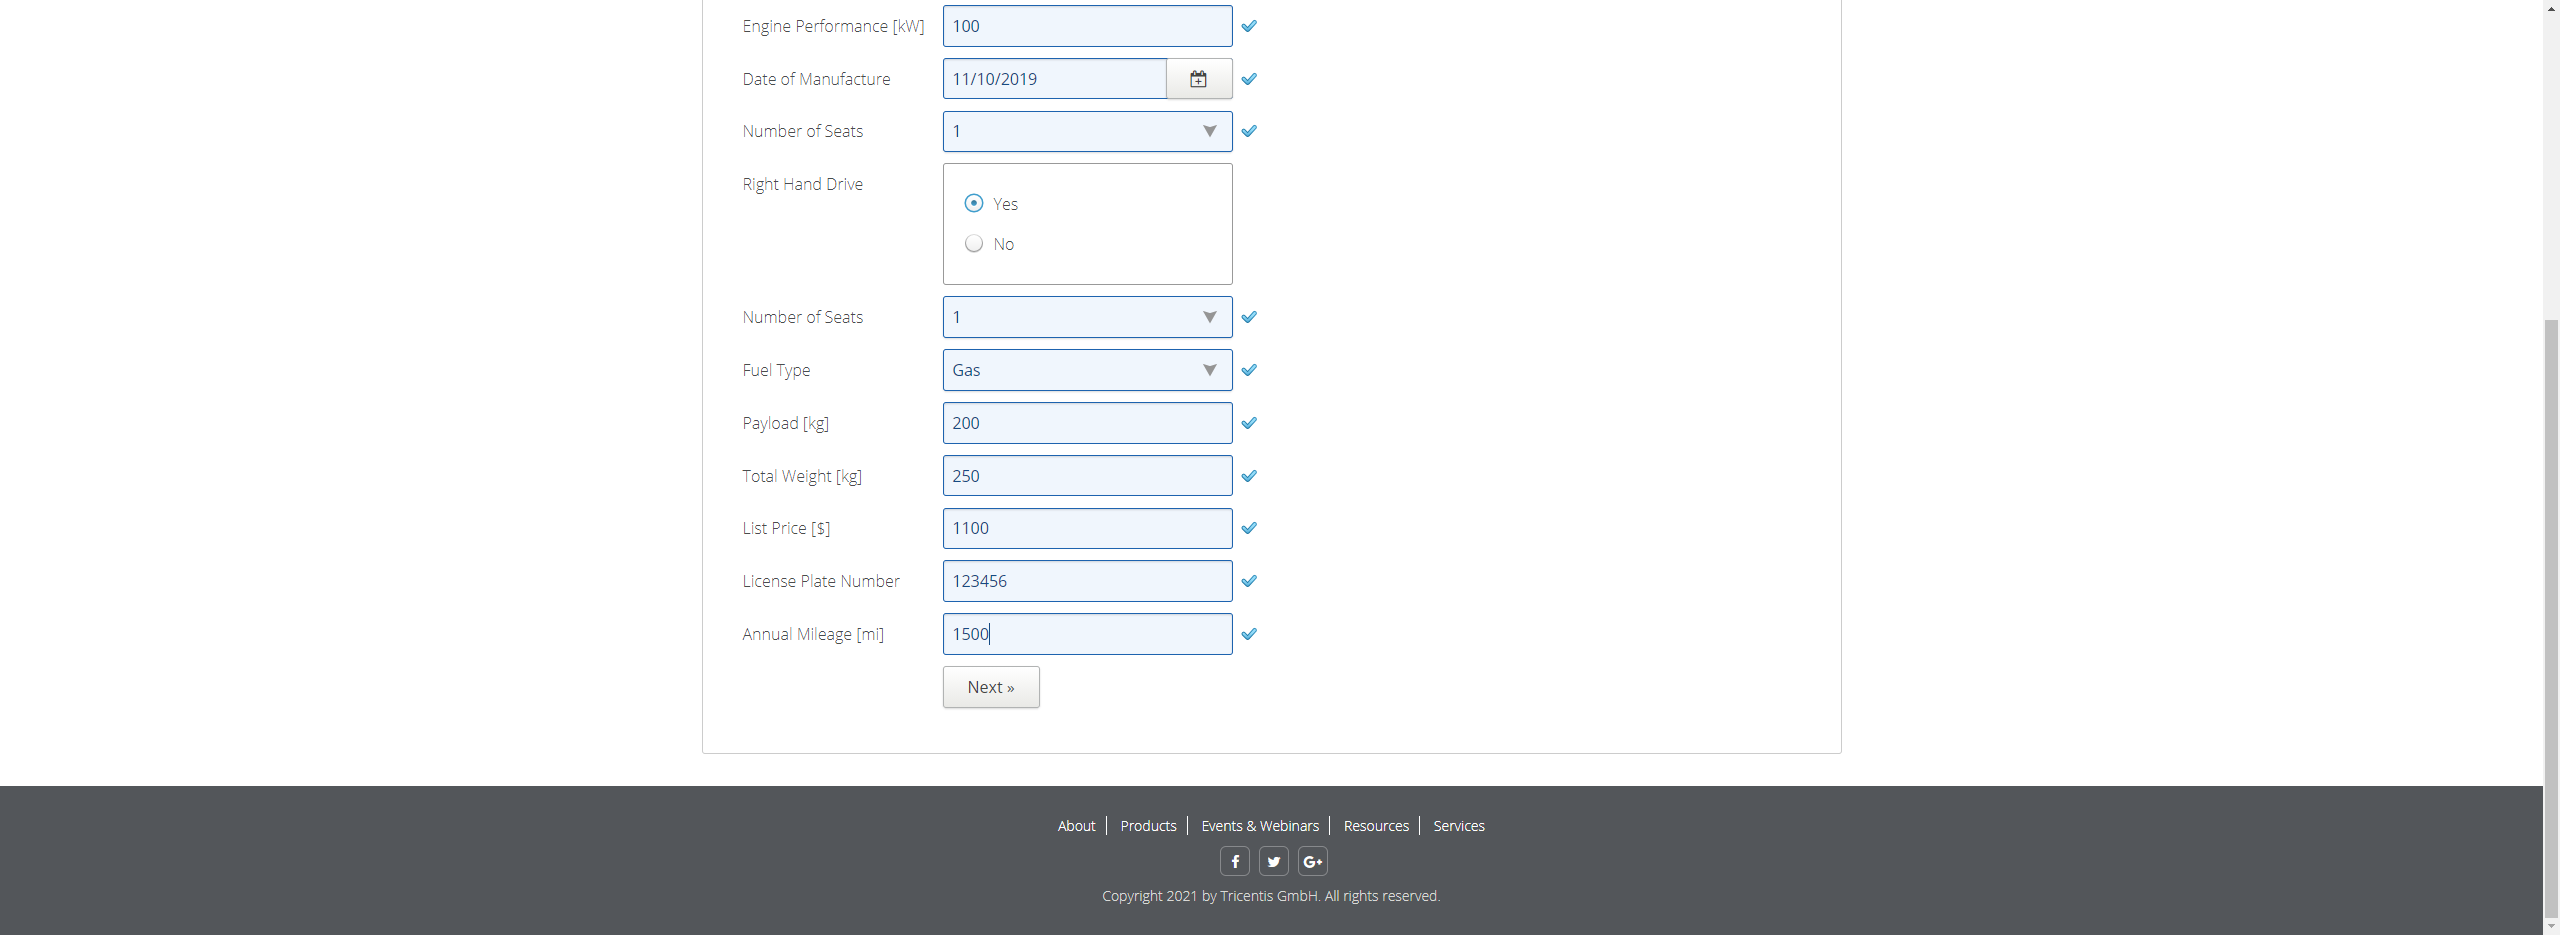 Engine Performance [kW] 100
Date of Manufacture 11/10/2019
Number of Seats 1
Right Hand Drive
Yes
No
Number of Seats 1
Fuel Type Gas
Payload [kg] 200
Total Weight [kg] 250
List Price [$] 1100
License Plate Number 123456
Annual Mileage [mi] 1500
Next »
About Products Events & Webinars Resources Services
f G+
Copyright 2021 by Tricentis GmbH. All rights reserved.